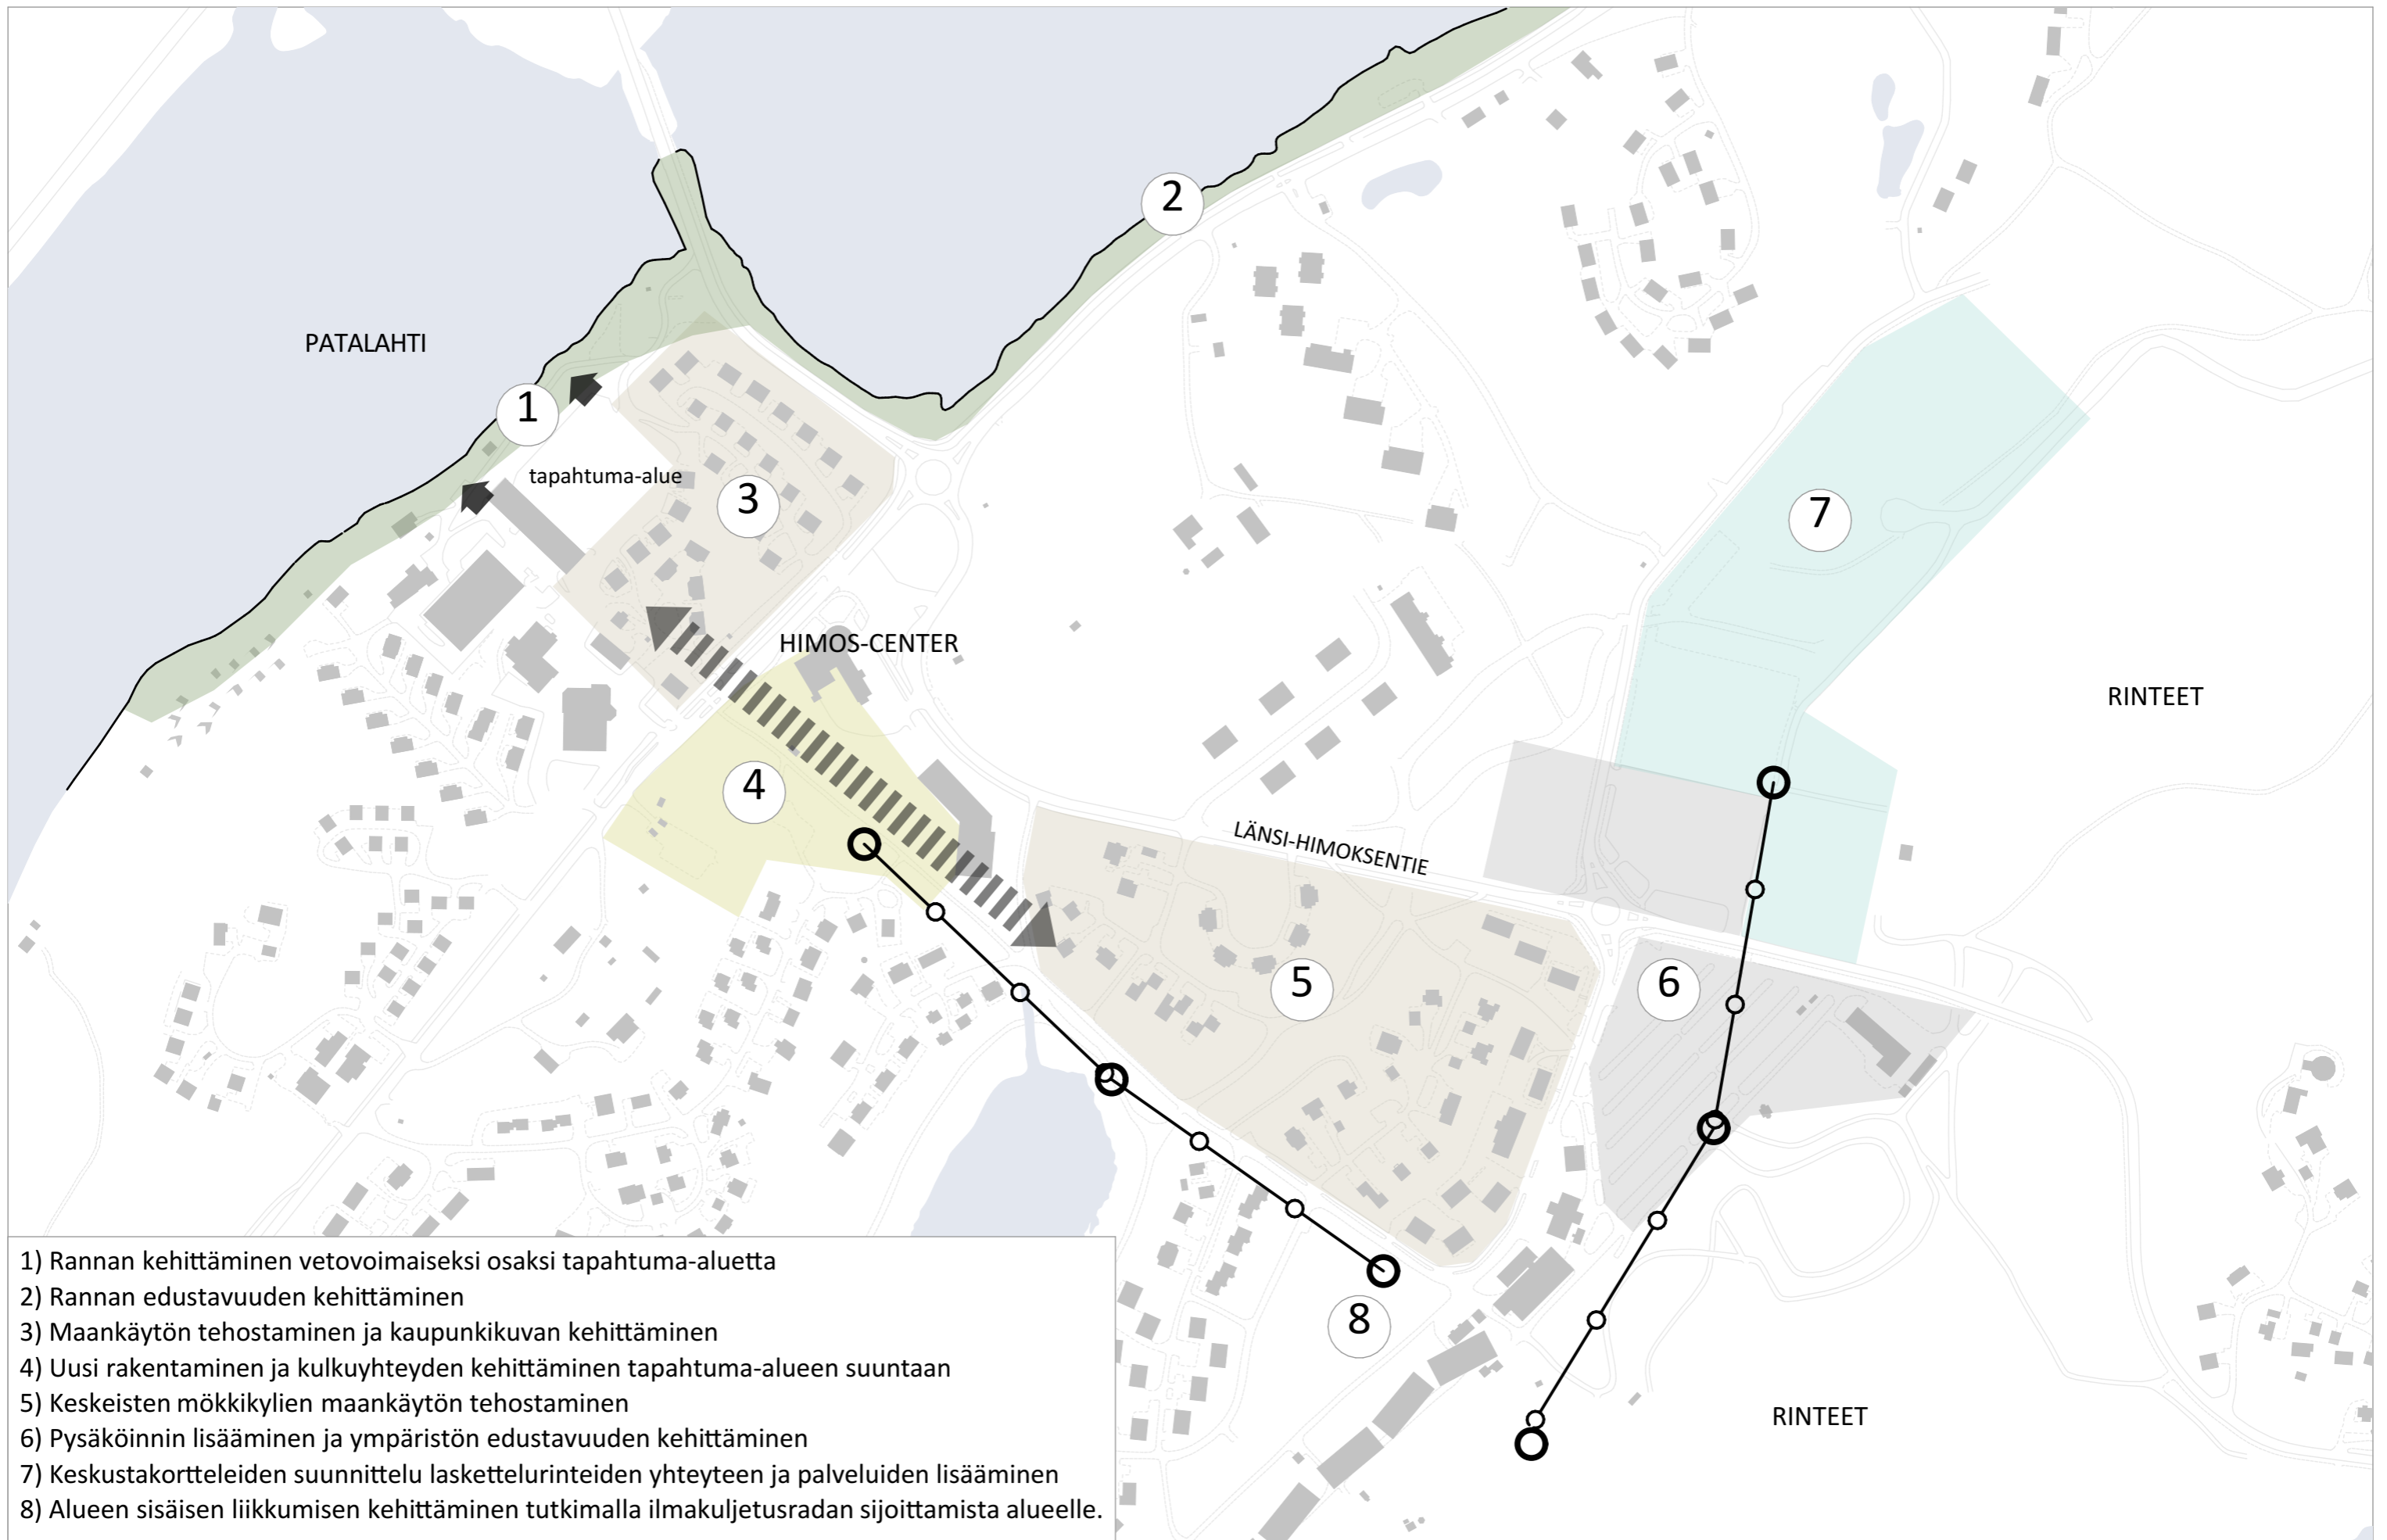 2
PATALAHTI
1
tapahtuma-alue
3
7
HIMOS-CENTER
RINTEET
4
LÄNSI-HIMOKSENTIE
5
6
8
RINTEET
1) Rannan kehittäminen vetovoimaiseksi osaksi tapahtuma-aluetta
2) Rannan edustavuuden kehittäminen
3) Maankäytön tehostaminen ja kaupunkikuvan kehittäminen
4) Uusi rakentaminen ja kulkuyhteyden kehittäminen tapahtuma-alueen suuntaan
5) Keskeisten mökkikylien maankäytön tehostaminen
6) Pysäköinnin lisääminen ja ympäristön edustavuuden kehittäminen
7) Keskustakortteleiden suunnittelu laskettelurinteiden yhteyteen ja palveluiden lisääminen
8) Alueen sisäisen liikkumisen kehittäminen tutkimalla ilmakuljetusradan sijoittamista alueelle.